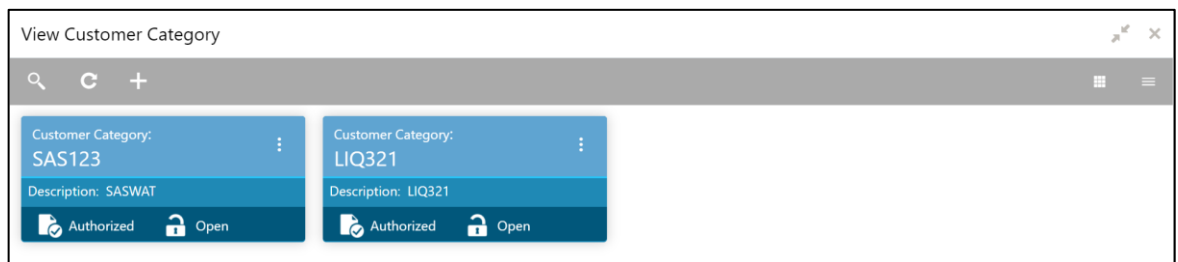 View Customer Category
Customer Category:
SAS123
Description: SASWAT
Authorized Open
Customer Category:
LIQ321
Description: LIQ321
Authorized Open